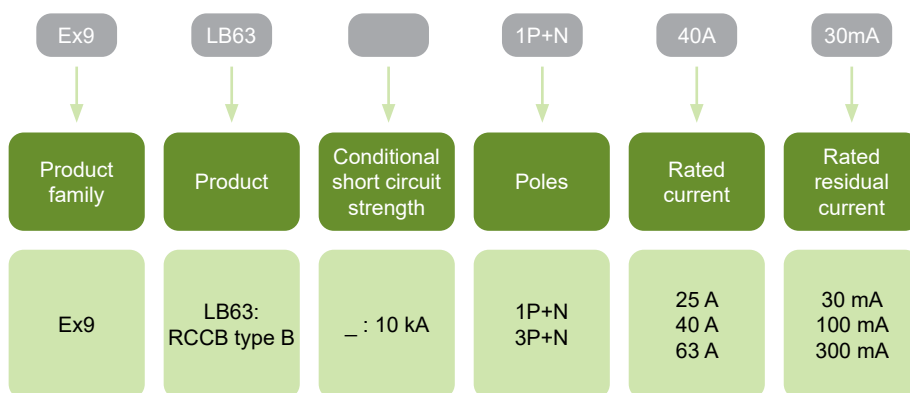 Ex9
LB63
1P+N
40A
30mA
Product
family
Product
Conditional
short circuit
strength
Poles
Rated
current
Rated
residual
current
Ex9
LB63:
RCCB type B
_ : 10 kA
1P+N
3P+N
25 A
40 A
63 A
30 mA
100 mA
300 mA